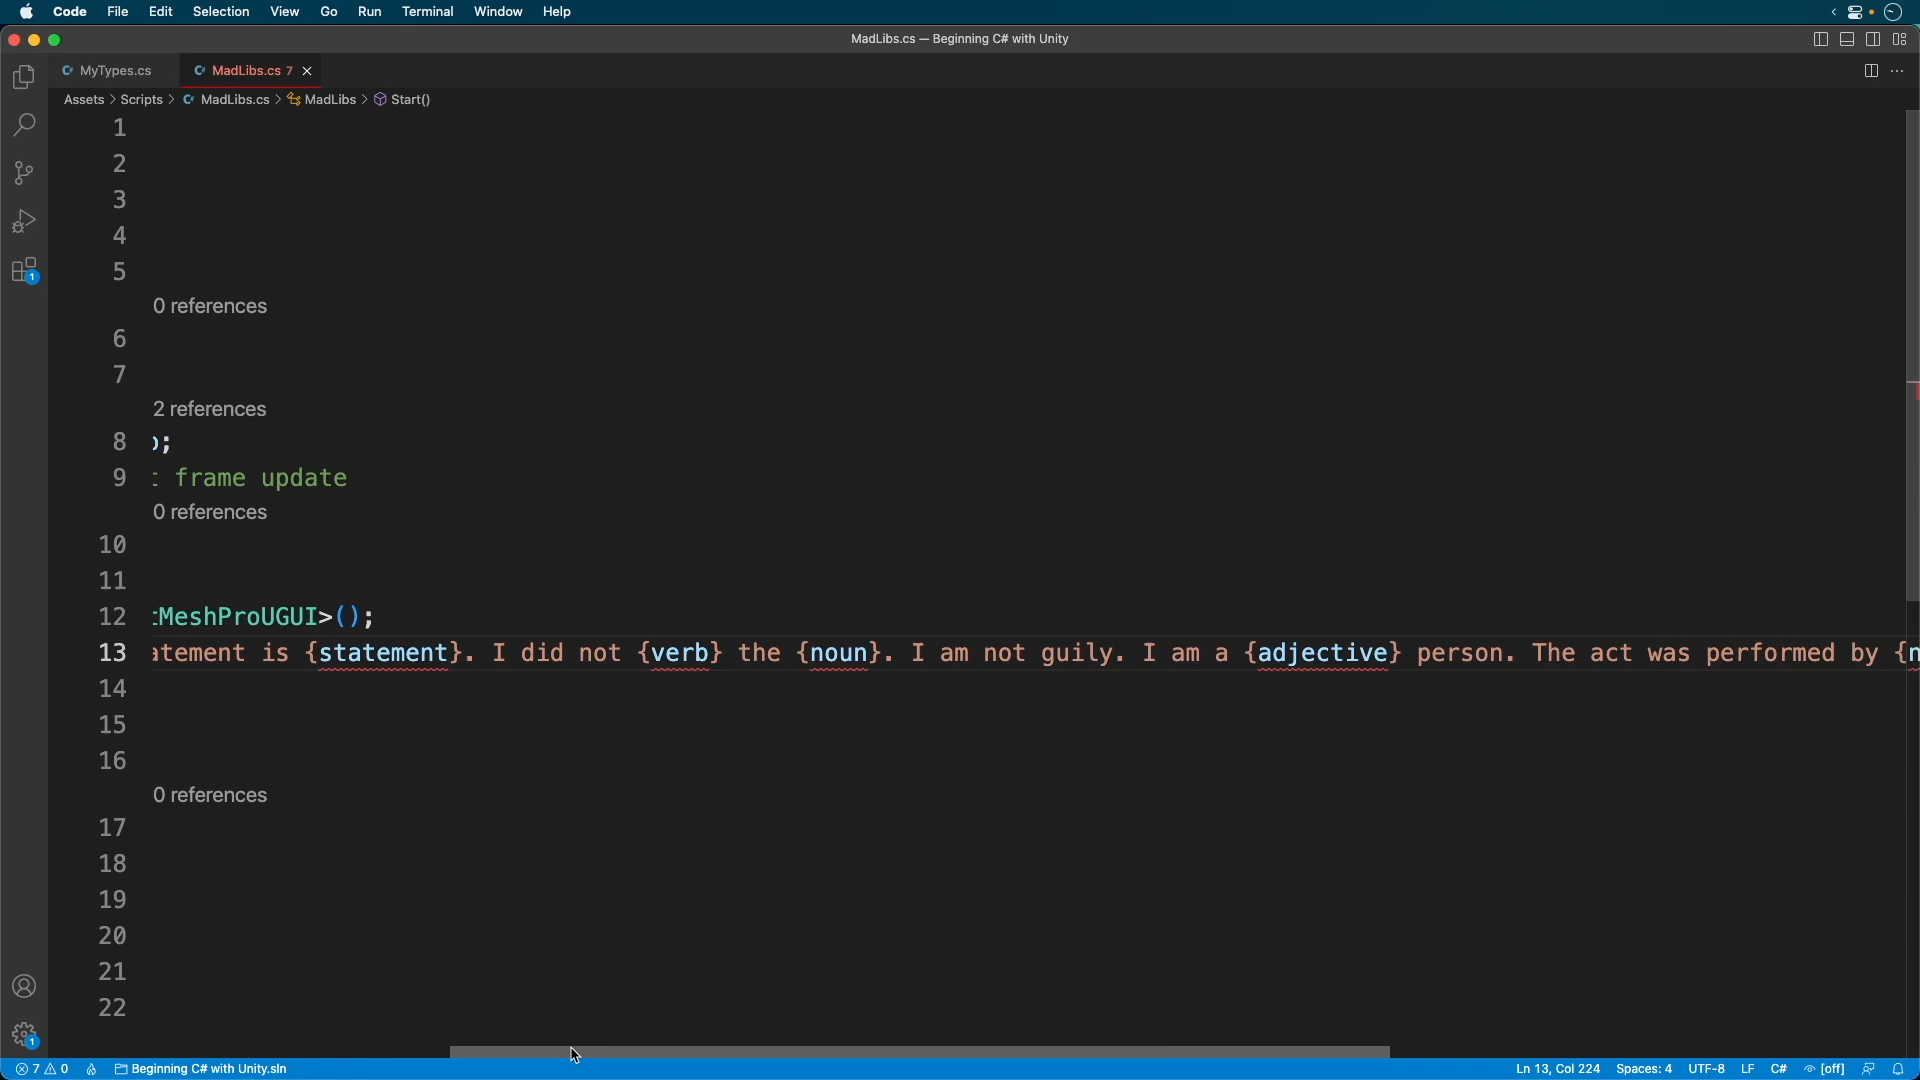 Code File Edit Selection View Go Run Terminal Window Help
MadLibs.cs — Beginning C# with Unity
MyTypes.cs MadLibs.cs 7
Assets > Scripts > MadLibs.cs > MadLibs > Start()
1
2
3
4
5
0 references
6
7
2 references
8 ;
9 frame update
0 references
10
11
12 MeshProUGUI>();
13 atement is {statement}. I did not {verb} the {noun}. I am not guily. I am a {adjective} person. The act was performed by {n
14
15
16
0 references
17
18
19
20
21
22
1
1
7 0 Beginning C# with Unity.sln Ln 13, Col 224 Spaces: 4 UTF-8 LF C# [off]